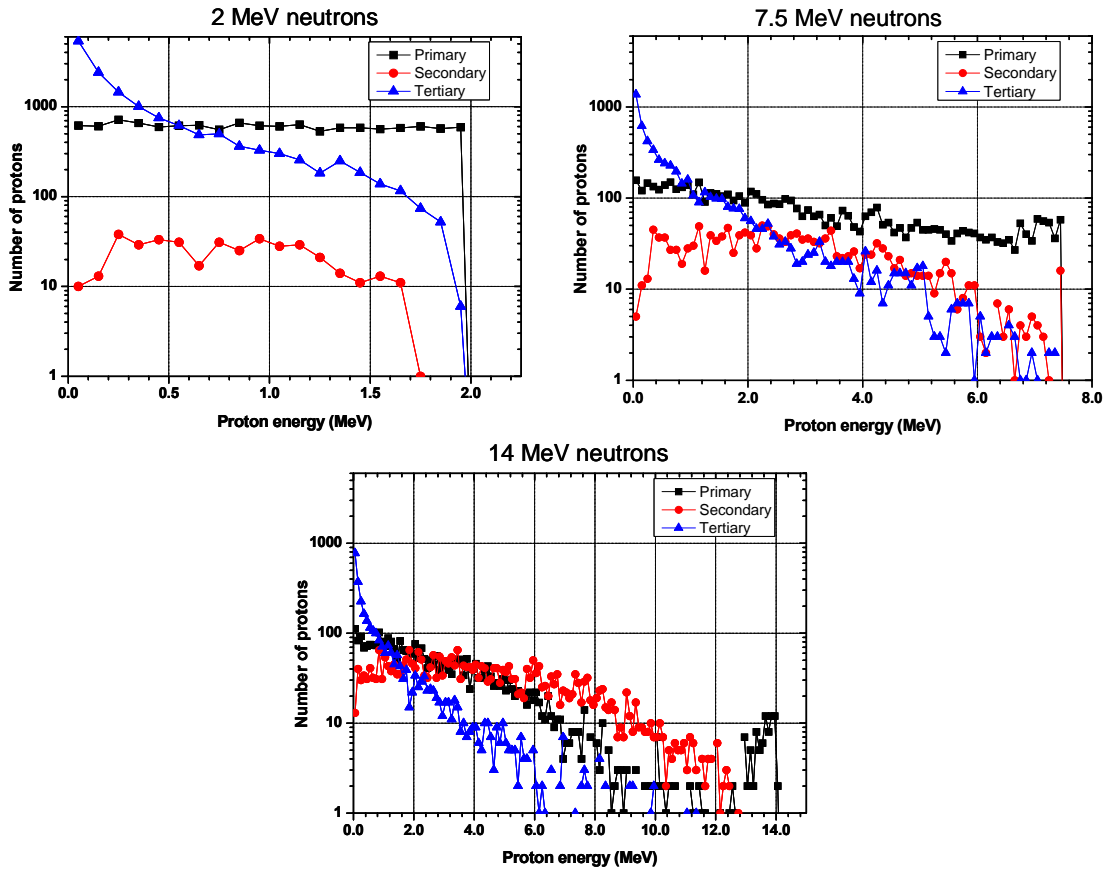 2 MeV neutrons
Primary
Secondary
Tertiary
1000
100
10
1
0.0
0.5
1.0
1.5
2.0
Number of protons
Proton energy (MeV)
7.5 MeV neutrons
Primary
Secondary
Tertiary
1000
100
10
1
0.0
2.0
4.0
6.0
8.0
Number of protons
Proton energy (MeV)
14 MeV neutrons
Primary
Secondary
Tertiary
1000
100
10
1
0.0
2.0
4.0
6.0
8.0
10.0
12.0
14.0
Number of protons
Proton energy (MeV)